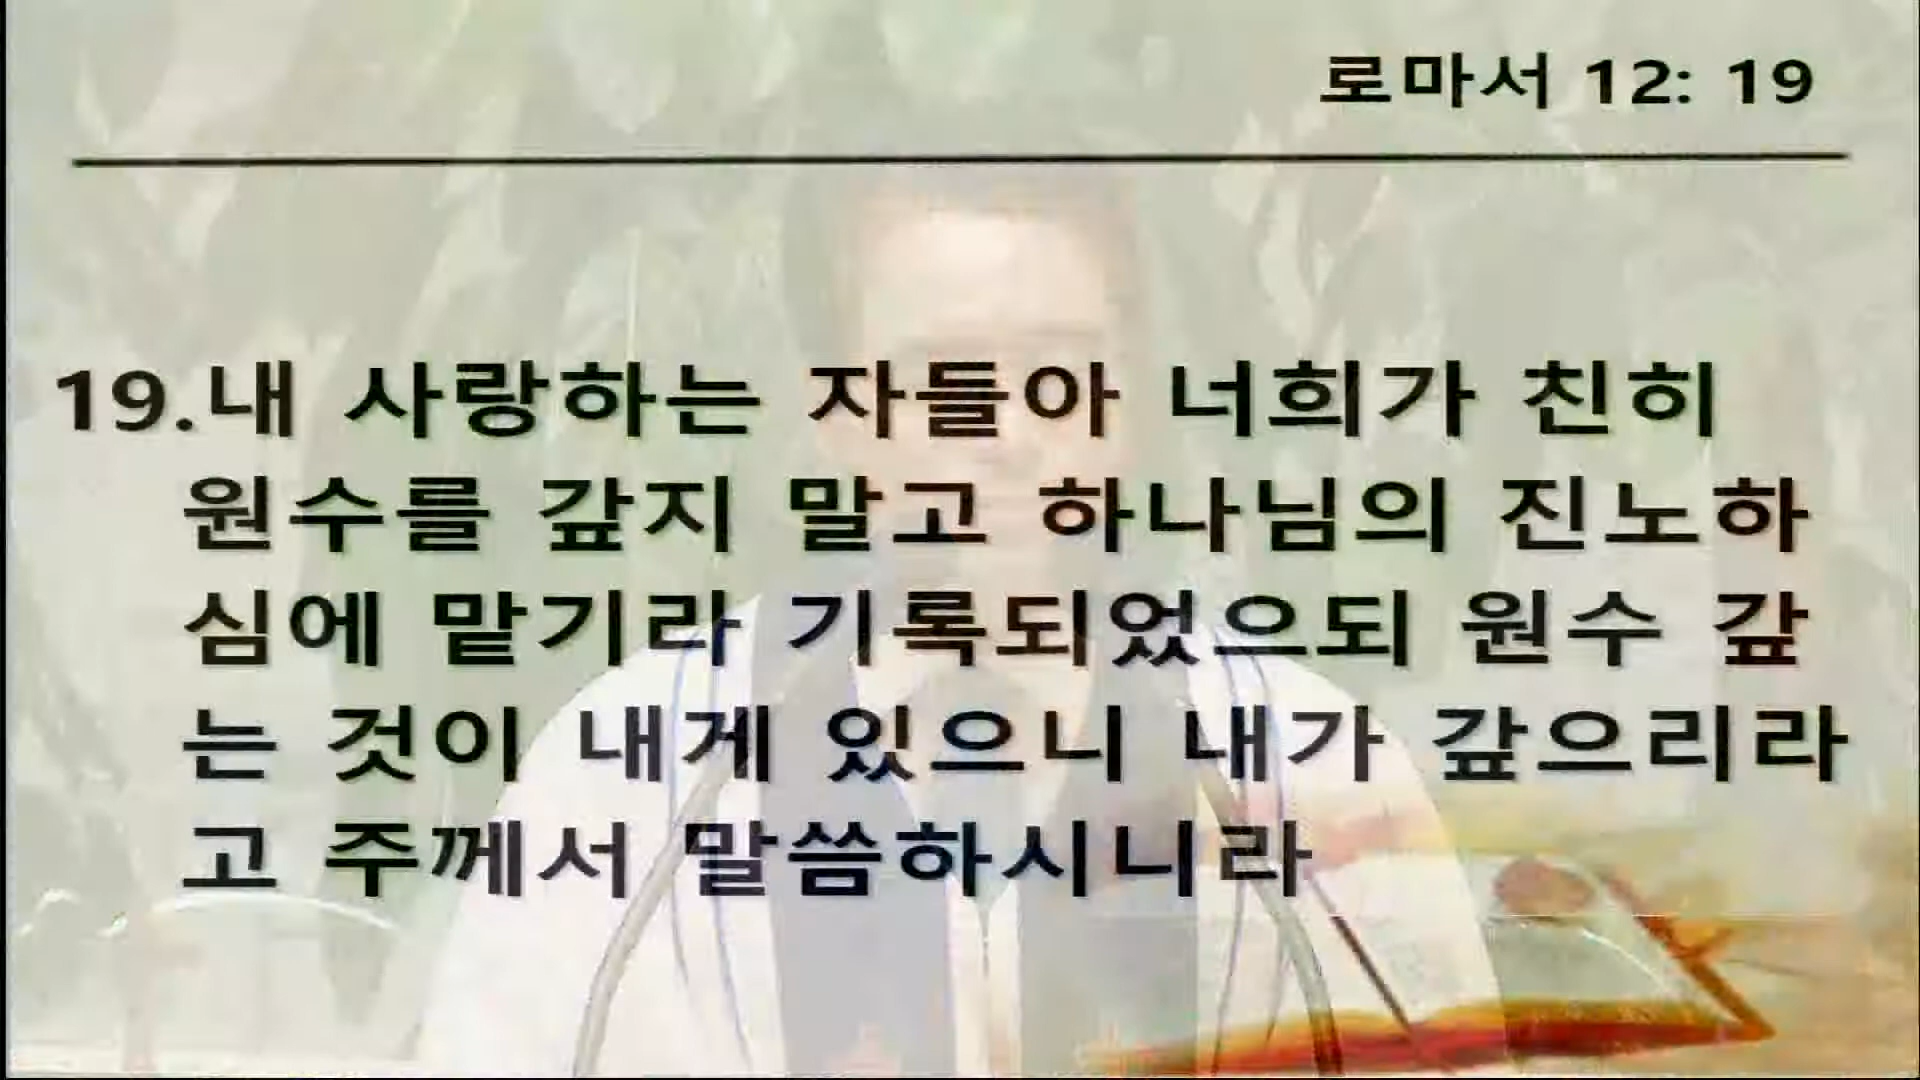 로마서 12: 19
19.내 사랑하는 자들아 너희가 친히
원수를 갚지 말고 하나님의 진노하
심에 맡기라 기록되었으되 원수 갚
는 것이 내게 있으니 내가 갚으리라
고 주께서 말씀하시니라